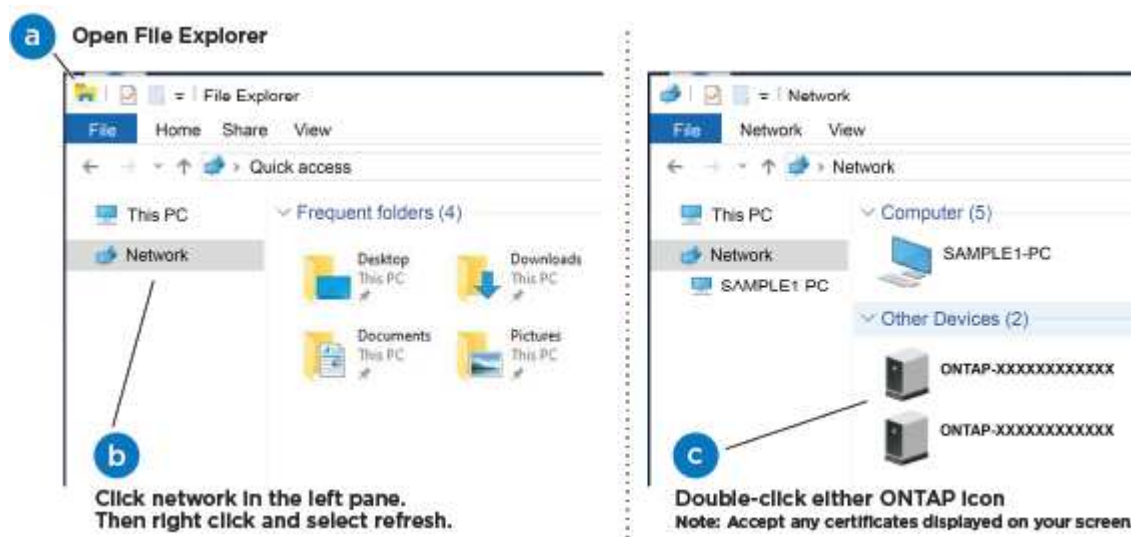 a Open File Explorer
File Explorer
File Home Share View
Quick access
This PC
Network
Frequent folders (4)
Desktop
This PC
Downloads
This PC
Documents
This PC
Pictures
This PC
b
Click network in the left pane.
Then right click and select refresh.
Network
File Network View
Network
This PC
Network
SAMPLE1 PC
Computer (5)
SAMPLE1-PC
Other Devices (2)
ONTAP-XXXXXXXXXXXX
ONTAP-XXXXXXXXXXXX
c
Double-click either ONTAP icon
Note: Accept any certificates displayed on your screen